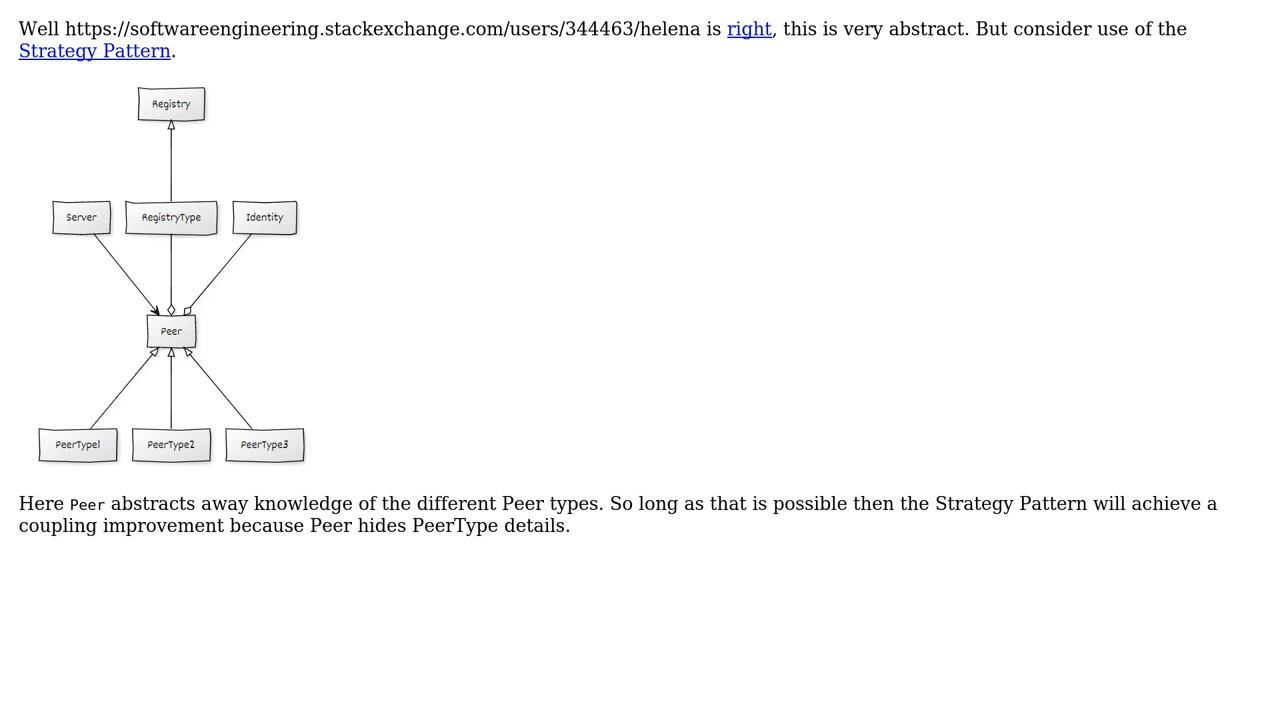 Well https://softwareengineering.stackexchange.com/users/344463/helena is right, this is very abstract. But consider use of the
Strategy Pattern.
Registry
Server RegistryType Identity
Peer
PeerType1 PeerType2 PeerType3
Here Peer abstracts away knowledge of the different Peer types. So long as that is possible then the Strategy Pattern will achieve a
coupling improvement because Peer hides PeerType details.